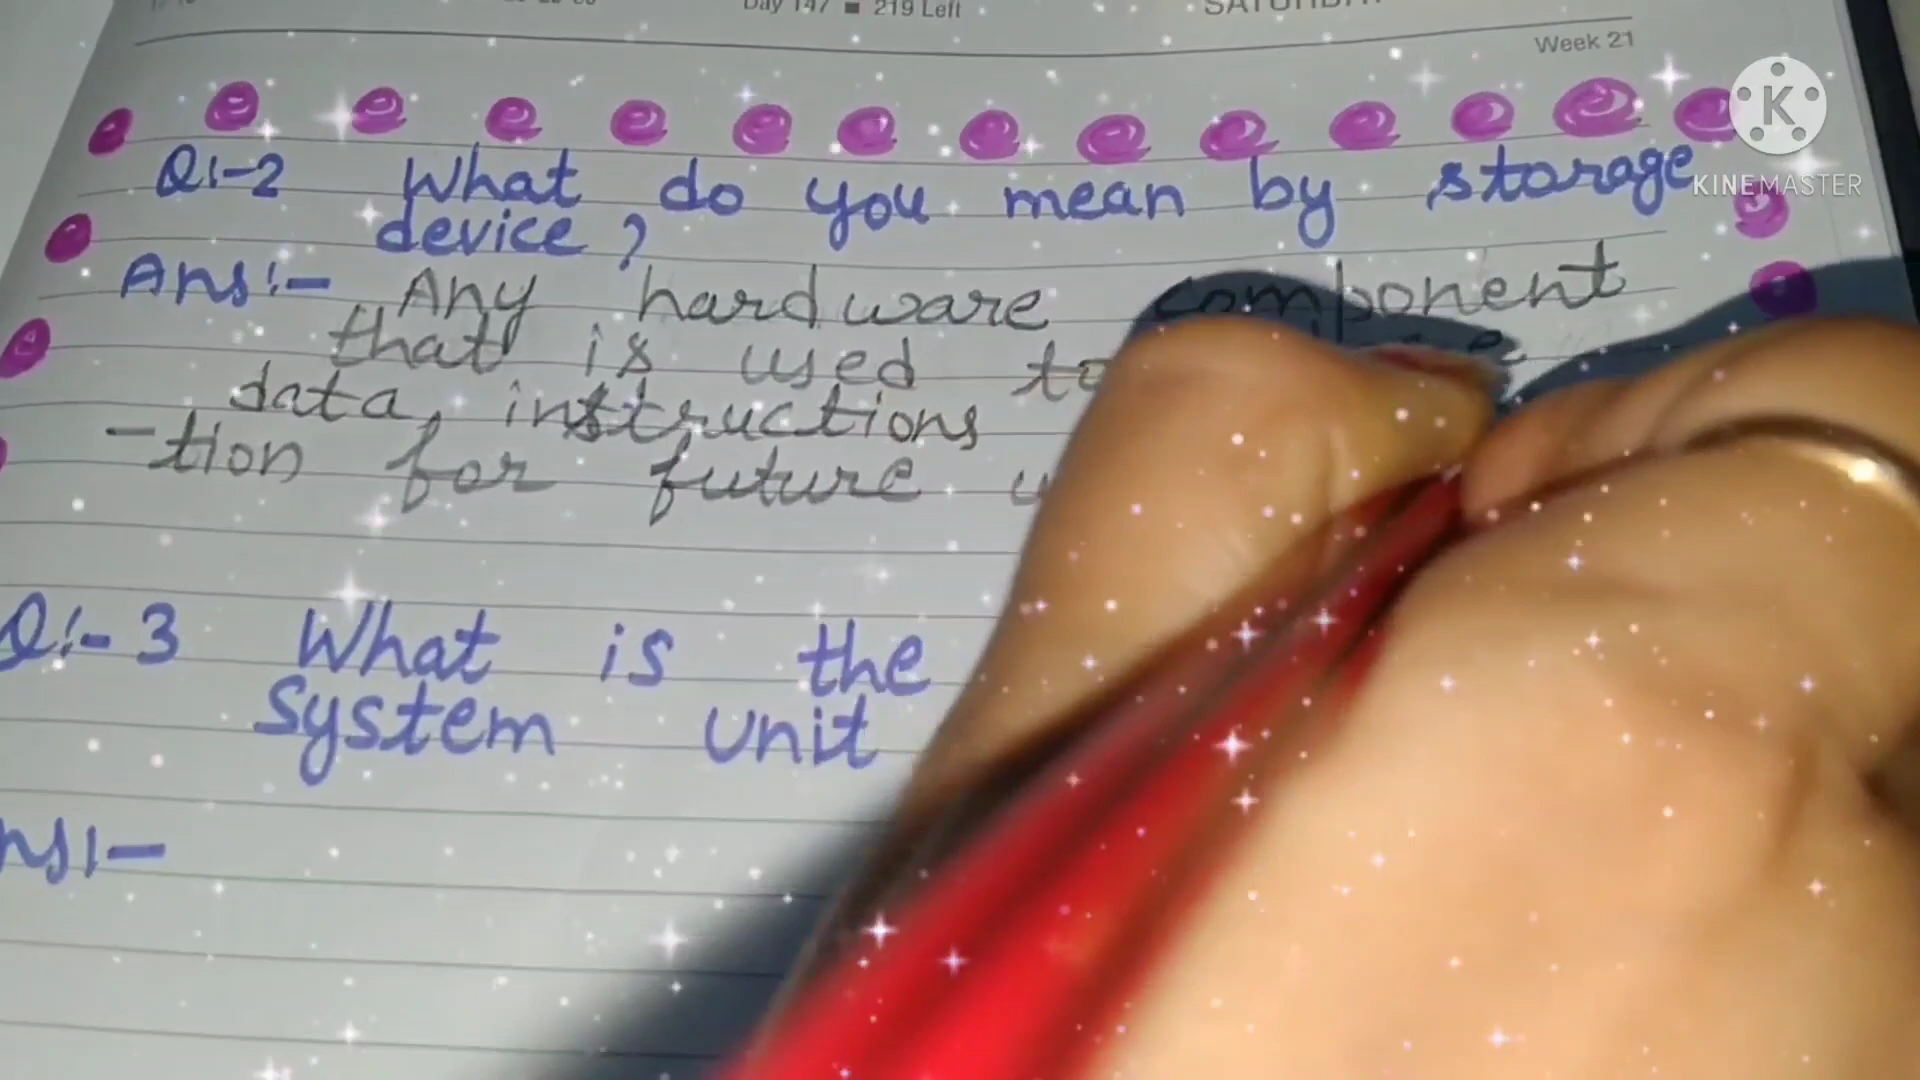 Day 147 ■ 219 Left
SATURDAY
Week 21
KINEMASTER
Q!-2 What do you mean by storage
device?
Ans!- Any hardware component
that is used to
data, instructions
-tion for future
Q!-3 What is the
System unit